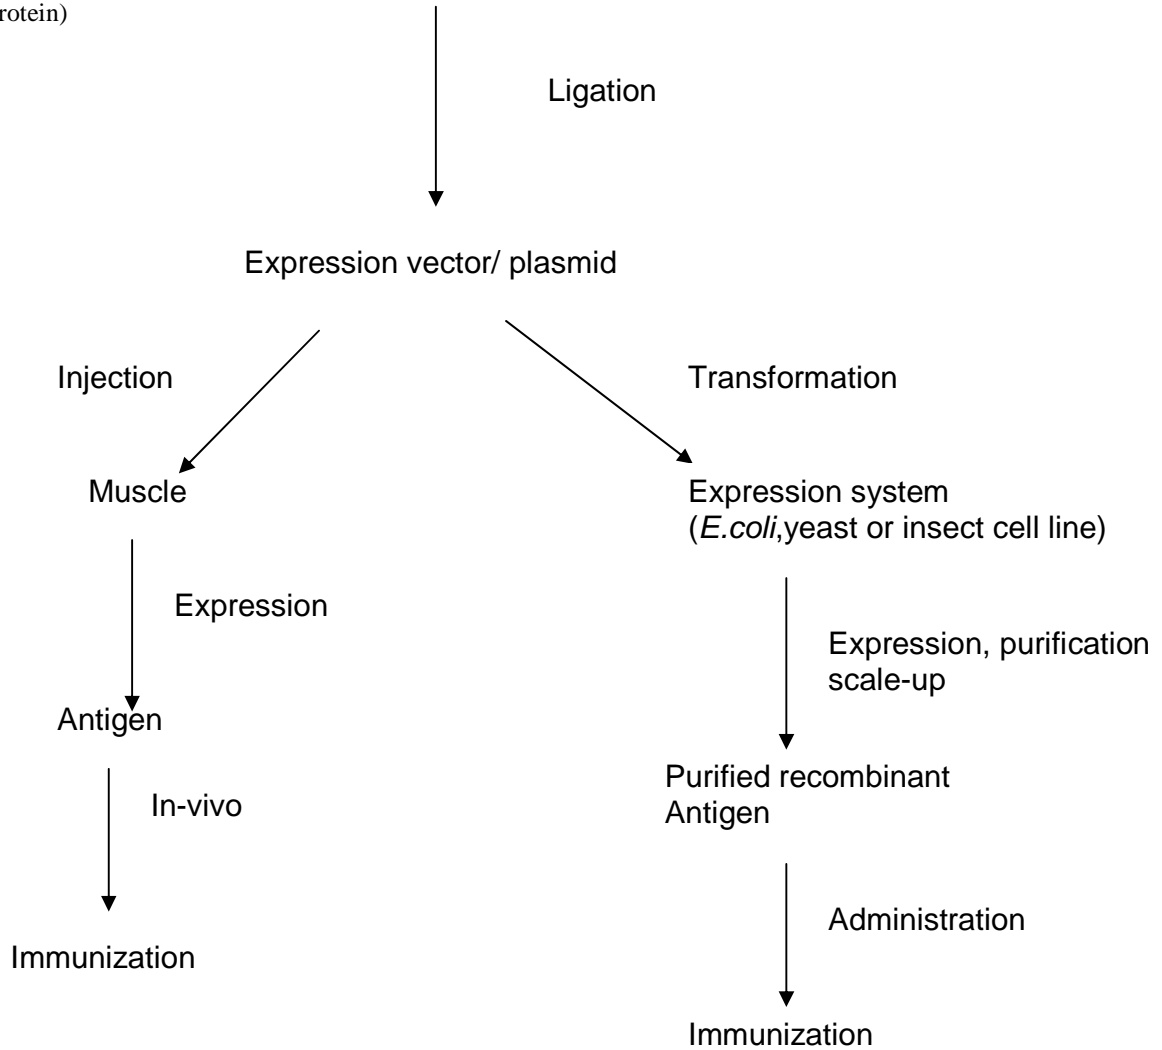 rotein)
Ligation
Expression vector/ plasmid
Injection
Transformation
Muscle
Expression system
(E.coli,yeast or insect cell line)
Expression
Expression, purification
scale-up
Antigen
Purified recombinant
Antigen
In-vivo
Administration
Immunization
Immunization